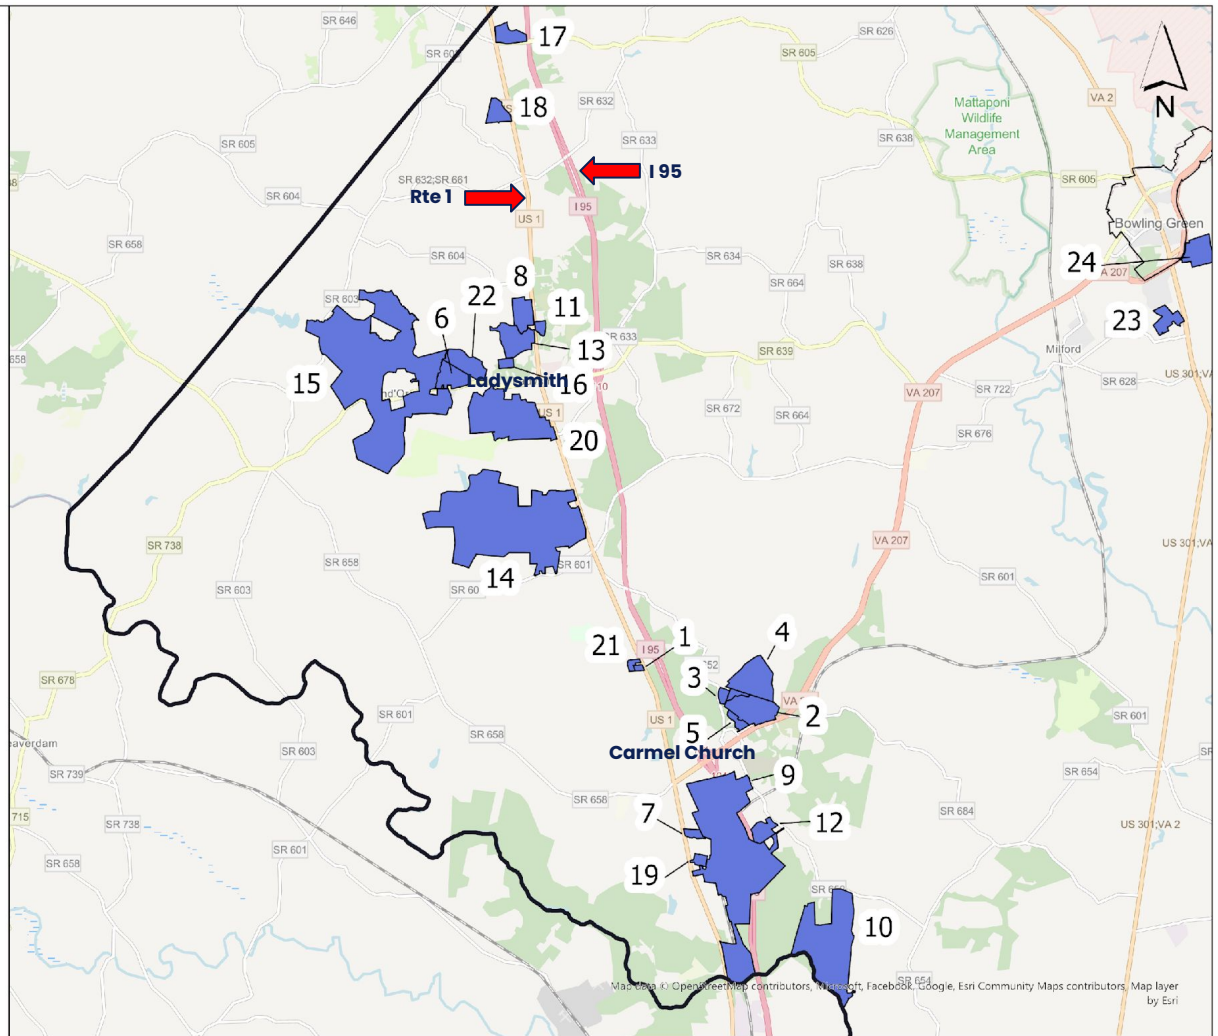 SR 646
17
SR 605
SR 626
VA 2
N
18
SR 632
Mattaponi
Wildlife
Management
Area
SR 633
SR 638
SR 605
SR 632;SR 661
I 95
SR 605
SR 604
Rte 1
I 95
US 1
Bowling Green
SR 658
SR 604
SR 634
SR 638
24
VA 207
SR 664
8
22
SR 603
6
11
23
SR 633
13
SR 639
Milford
15
Ladysmith
16
SR 628
US 301;VA
SR 722
VA 207
US 1
SR 672
SR 664
20
SR 676
SR 738
VA 207
US 301;VA
SR 658
SR 601
SR 601
14
SR 603
21
I 95
1
4
3
SR 678
SR 601
US 1
5
2
SR 601
SR 658
Carmel Church
eaverdam
SR 603
SR 739
9
SR 654
SR 658
715
SR 738
7
12
SR 684
US 301;VA 2
SR 601
SR 658
19
10
SR 654
Map data © OpenStreetMap contributors, Microsoft, Facebook, Google, Esri Community Maps contributors, Map layer
by Esri